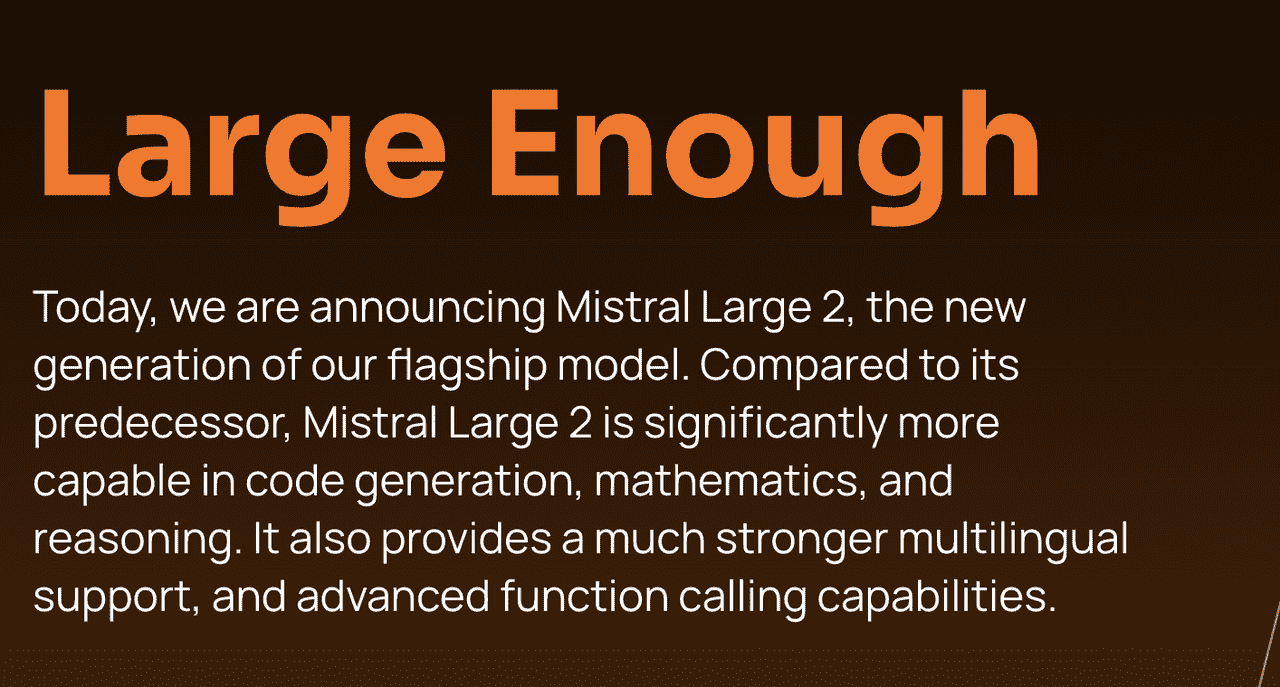 Large Enough
Today, we are announcing Mistral Large 2, the new
generation of our flagship model. Compared to its
predecessor, Mistral Large 2 is significantly more
capable in code generation, mathematics, and
reasoning. It also provides a much stronger multilingual
support, and advanced function calling capabilities.